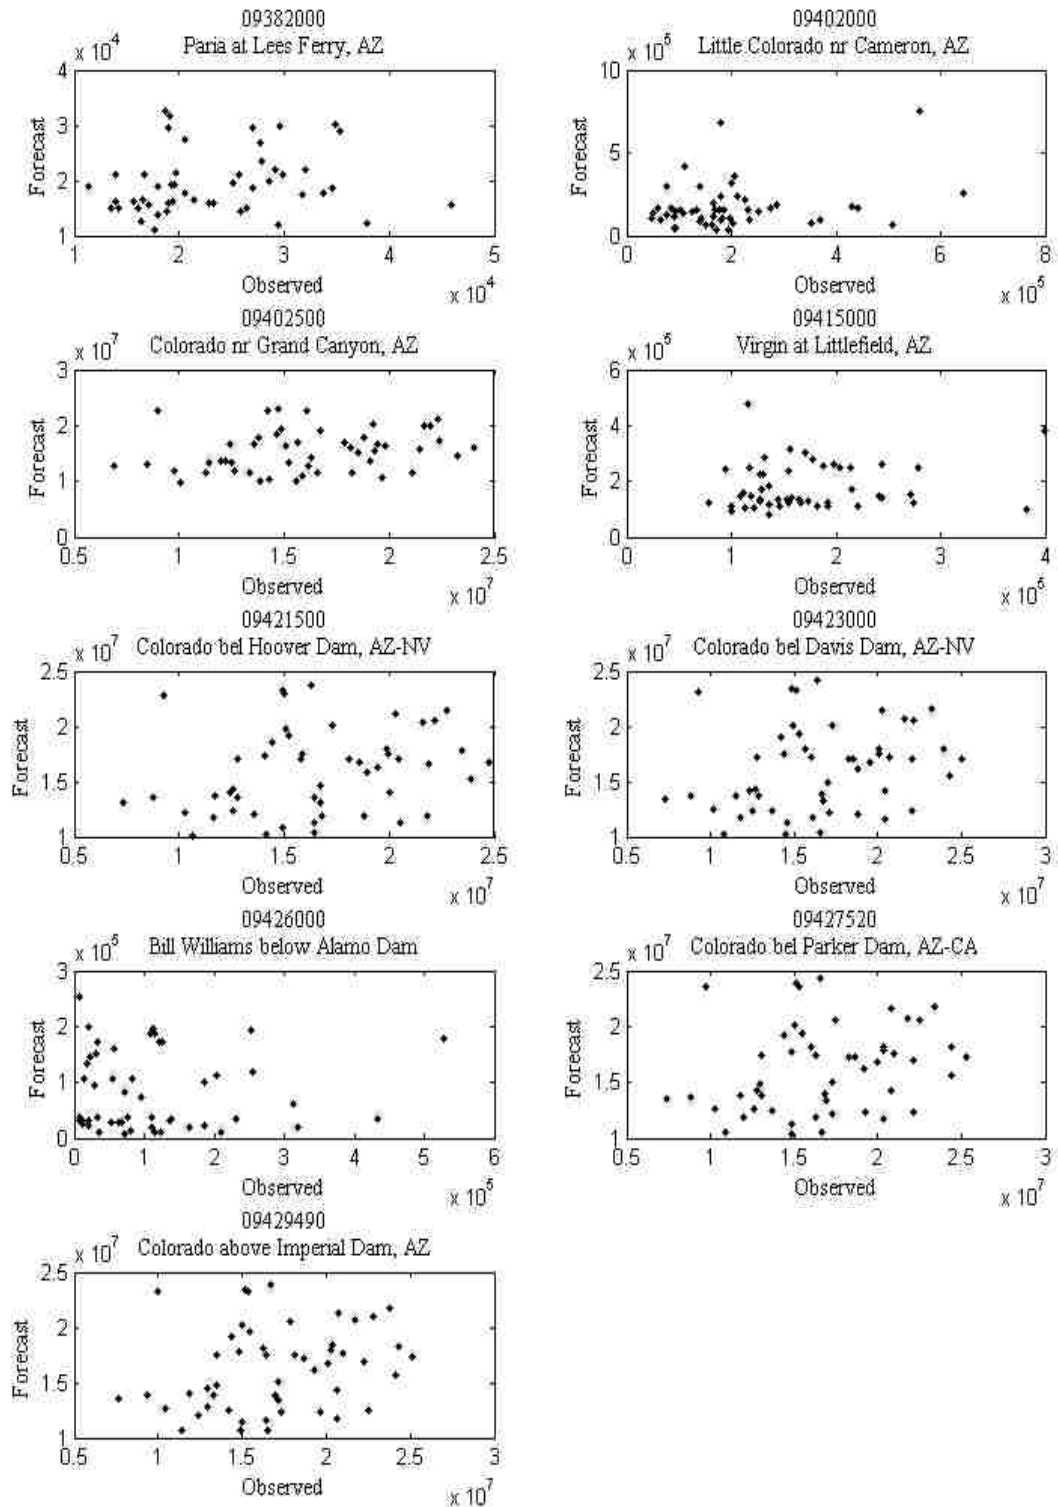 09382000
Paria at Lees Ferry, AZ
x 10^4
4
3
2
1
Forecast
1 2 3 4 5
Observed
x 10^4
09402000
Little Colorado nr Cameron, AZ
x 10^5
10
5
0
Forecast
0 2 4 6 8
Observed
x 10^5
09402500
Colorado nr Grand Canyon, AZ
x 10^7
3
2
1
0
Forecast
0.5 1 1.5 2 2.5
Observed
x 10^7
09415000
Virgin at Littlefield, AZ
x 10^5
6
4
2
0
Forecast
0 1 2 3 4
Observed
x 10^5
09421500
Colorado bel Hoover Dam, AZ-NV
x 10^7
2.5
2
1.5
1
Forecast
0.5 1 1.5 2 2.5
Observed
x 10^7
09423000
Colorado bel Davis Dam, AZ-NV
x 10^7
2.5
2
1.5
1
Forecast
0.5 1 1.5 2 2.5 3
Observed
x 10^7
09426000
Bill Williams below Alamo Dam
x 10^5
3
2
1
0
Forecast
0 1 2 3 4 5 6
Observed
x 10^5
09427520
Colorado bel Parker Dam, AZ-CA
x 10^7
2.5
2
1.5
1
Forecast
0.5 1 1.5 2 2.5 3
Observed
x 10^7
09429490
Colorado above Imperial Dam, AZ
x 10^7
2.5
2
1.5
1
Forecast
0.5 1 1.5 2 2.5 3
Observed
x 10^7